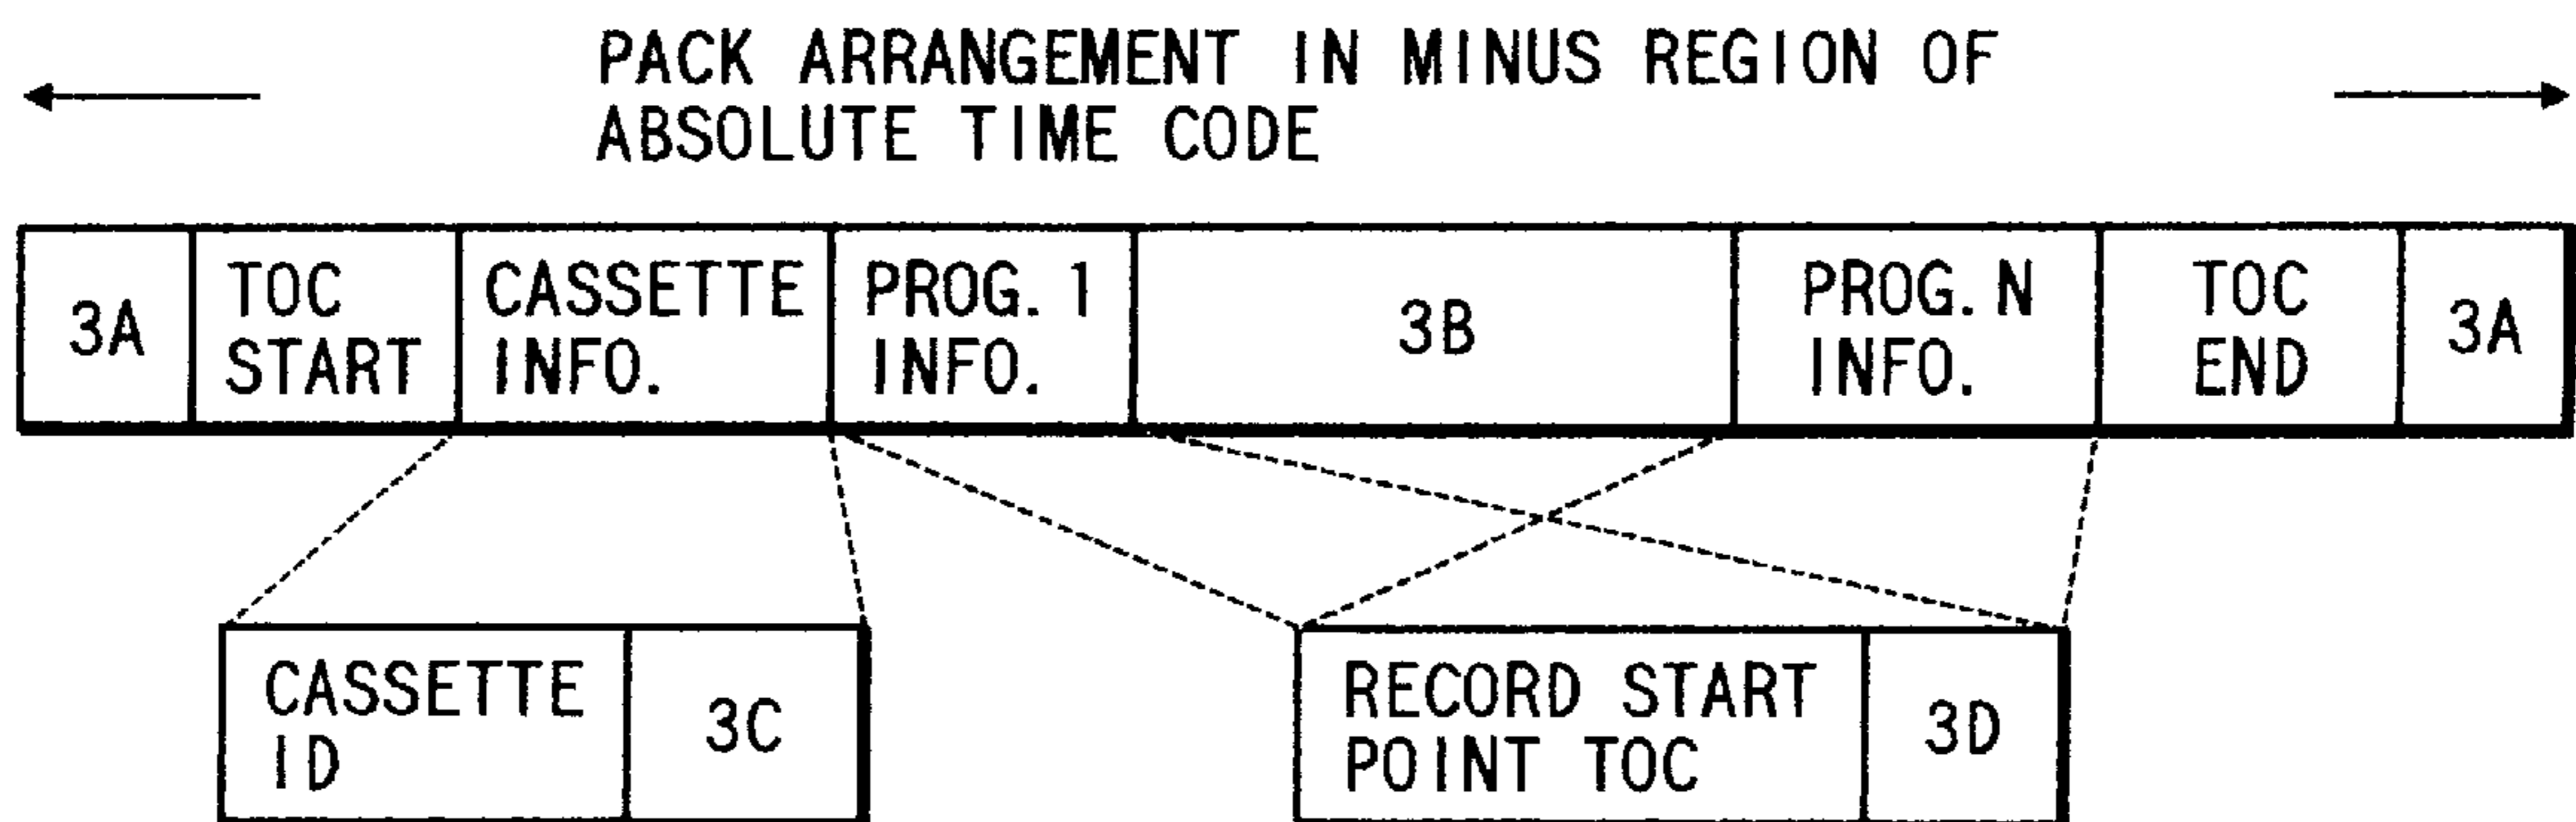 PACK ARRANGEMENT IN MINUS REGION OF
ABSOLUTE TIME CODE
3A
TOC
START
CASSETTE
INFO.
PROG. 1
INFO.
3B
PROG. N
INFO.
TOC
END
3A
CASSETTE
ID
3C
RECORD START
POINT TOC
3D